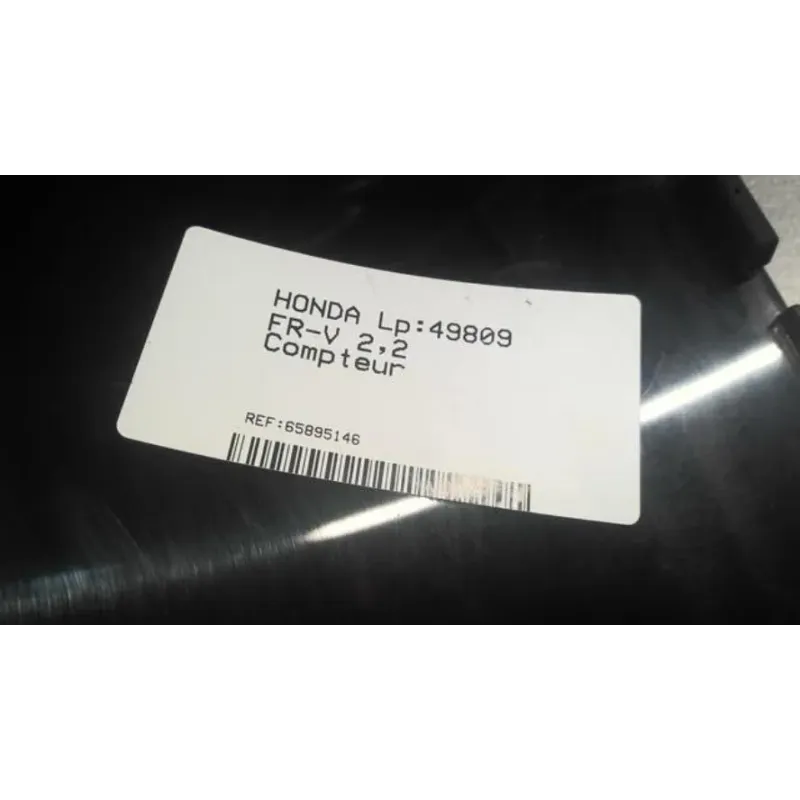 HONDA Lp:49809
FR-V 2,2
Compteur
REF:65895146